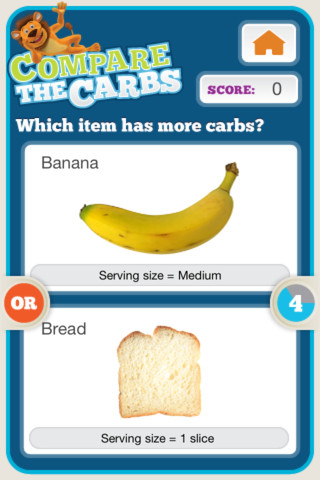 COMPARE
THE CARBS
SCORE: 0
Which item has more carbs?
Banana
Serving size = Medium
OR
4
Bread
Serving size = 1 slice